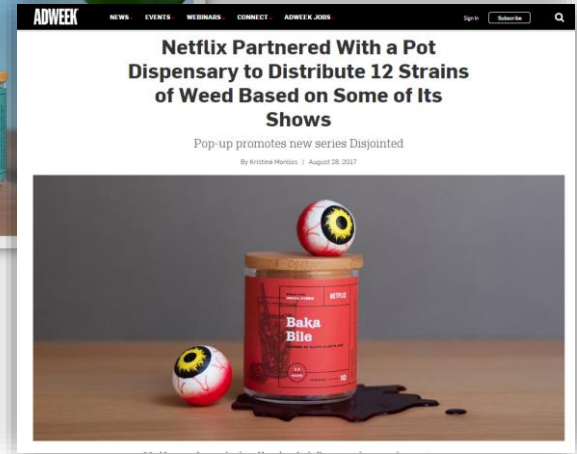 ADWEEK
NEWS EVENTS WEBINARS CONNECT ADWEEK JOBS Sign In Subscribe
Netflix Partnered With a Pot
Dispensary to Distribute 12 Strains
of Weed Based on Some of Its
Shows
Pop-up promotes new series Disjointed
By Kristina Monllos | August 28, 2017
NETFLIX
Baka
Bile
10